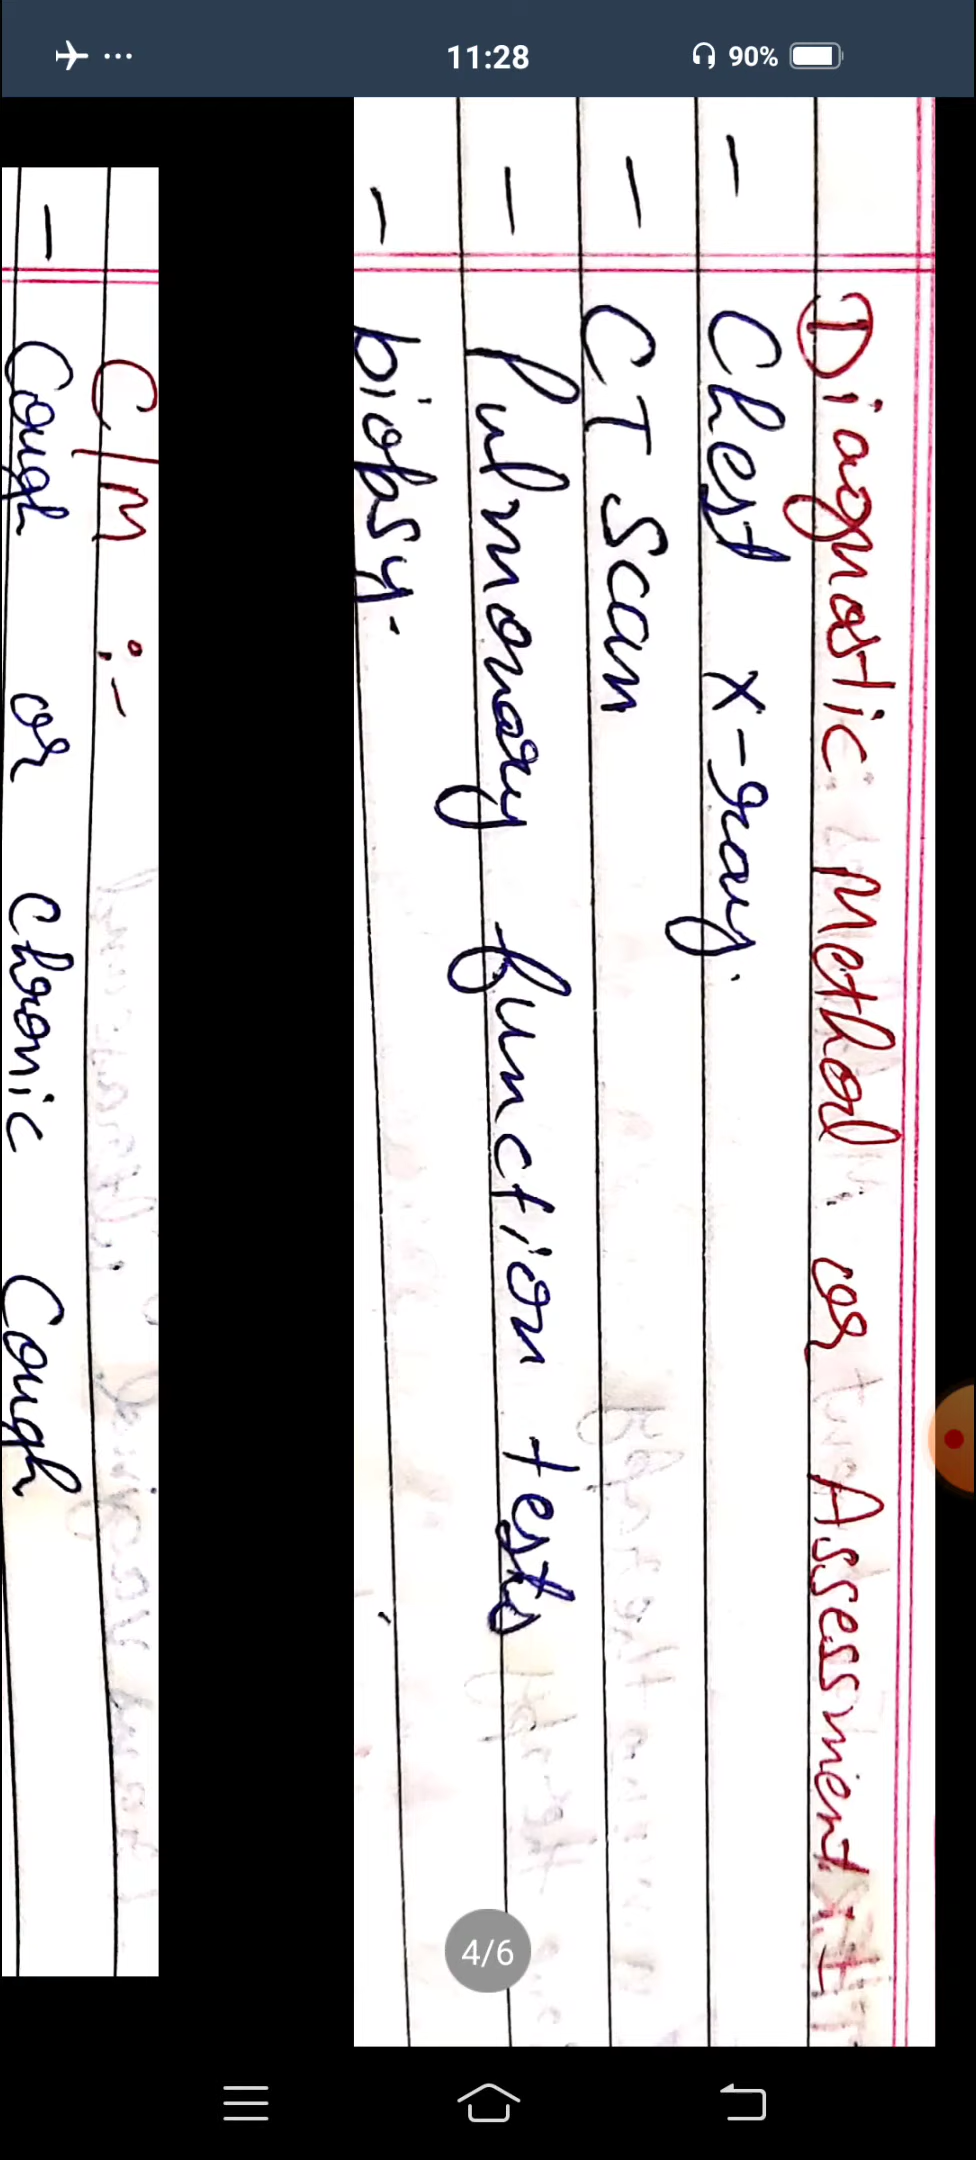 11:28
90%
Diagnostic Method or Assessment
- Chest x-ray.
- CT Scan
- Pulmonary function tests
- biopsy.
C/M :-
- Cough or chronic Cough
4/6